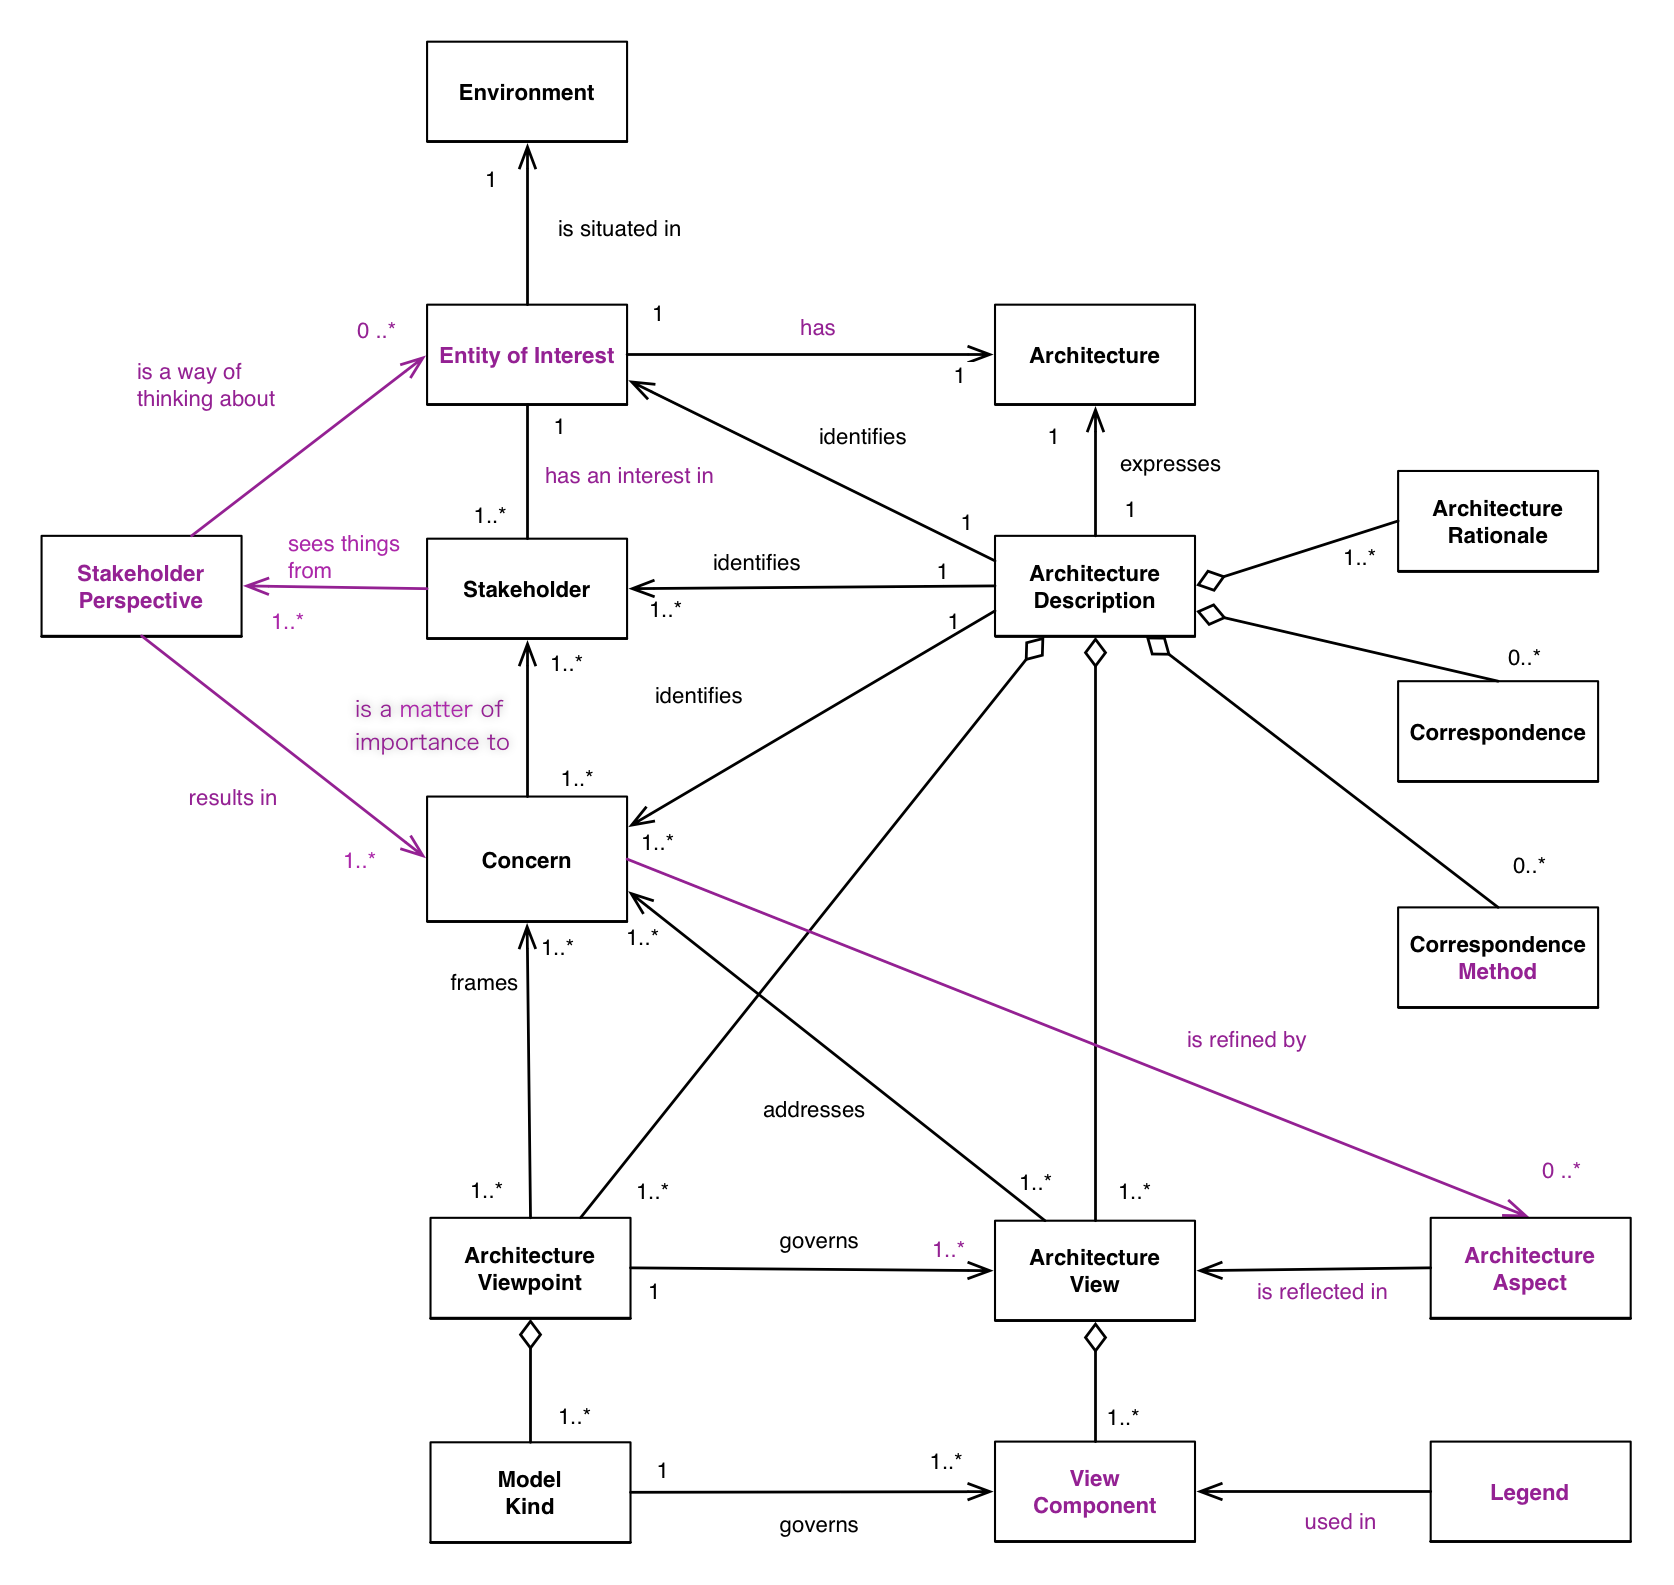 Environment
1
is situated in
0 ..*
1
has
Entity of Interest
Architecture
is a way of
thinking about
1
1
identifies
1
expresses
has an interest in
1..*
1
1
Architecture
Rationale
1..*
sees things
from
identifies
1
Stakeholder
Perspective
Stakeholder
Architecture
Description
1..*
1..*
1
1..*
0..*
is a matter of
importance to
identifies
Correspondence
1..*
results in
1..*
1..*
Concern
0..*
1..*
1..*
frames
Correspondence
Method
is refined by
addresses
0 ..*
1..*
1..*
1..*
1..*
governs
1..*
Architecture
Viewpoint
Architecture
View
Architecture
Aspect
1
is reflected in
1..*
1..*
1
1..*
Model
Kind
View
Component
Legend
governs
used in